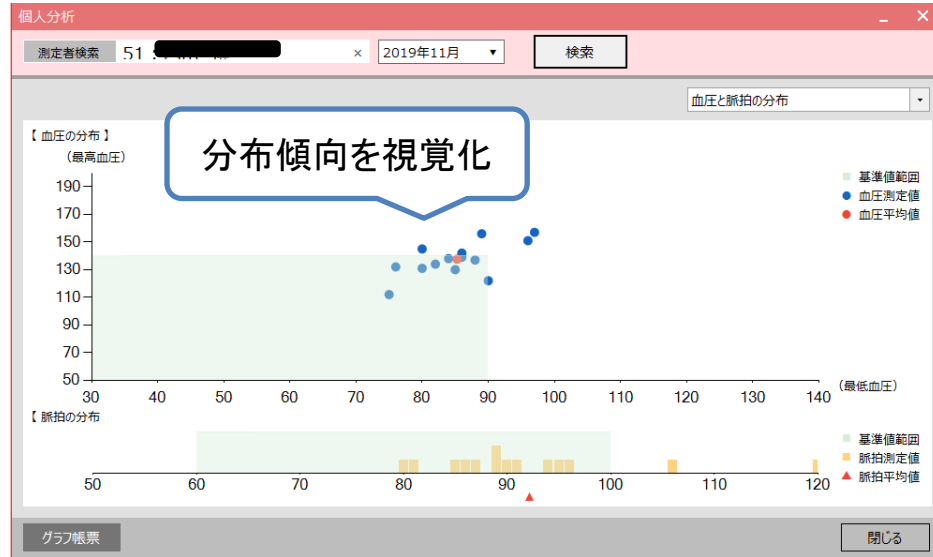 個人分析
測定者検索 51 : × 2019年11月 ▼ 検索
血圧と脈拍の分布
分布傾向を視覚化
【 血圧の分布 】
(最高血圧)
190
170
150
130
110
90
70
50
30 40 50 60 70 80 90 100 110 120 130 140
(最低血圧)
基準値範囲
血圧測定値
血圧平均値
【 脈拍の分布
50 60 70 80 90 100 110 120
基準値範囲
脈拍測定値
脈拍平均値
グラフ帳票
閉じる